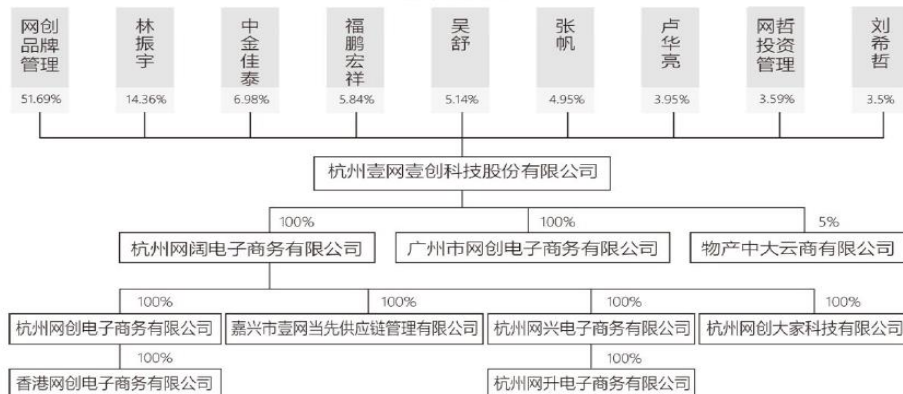 网创品牌管理
林振宇
中金佳泰
福鹏宏祥
吴舒
张帆
卢华亮
网哲投资管理
刘希哲
51.69%
14.36%
6.98%
5.84%
5.14%
4.95%
3.95%
3.59%
3.5%
杭州壹网壹创科技股份有限公司
100%
100%
5%
杭州网阔电子商务有限公司
广州市网创电子商务有限公司
物产中大云商有限公司
100%
100%
100%
100%
杭州网创电子商务有限公司
嘉兴市壹网当先供应链管理有限公司
杭州网兴电子商务有限公司
杭州网创大家科技有限公司
100%
100%
香港网创电子商务有限公司
杭州网升电子商务有限公司